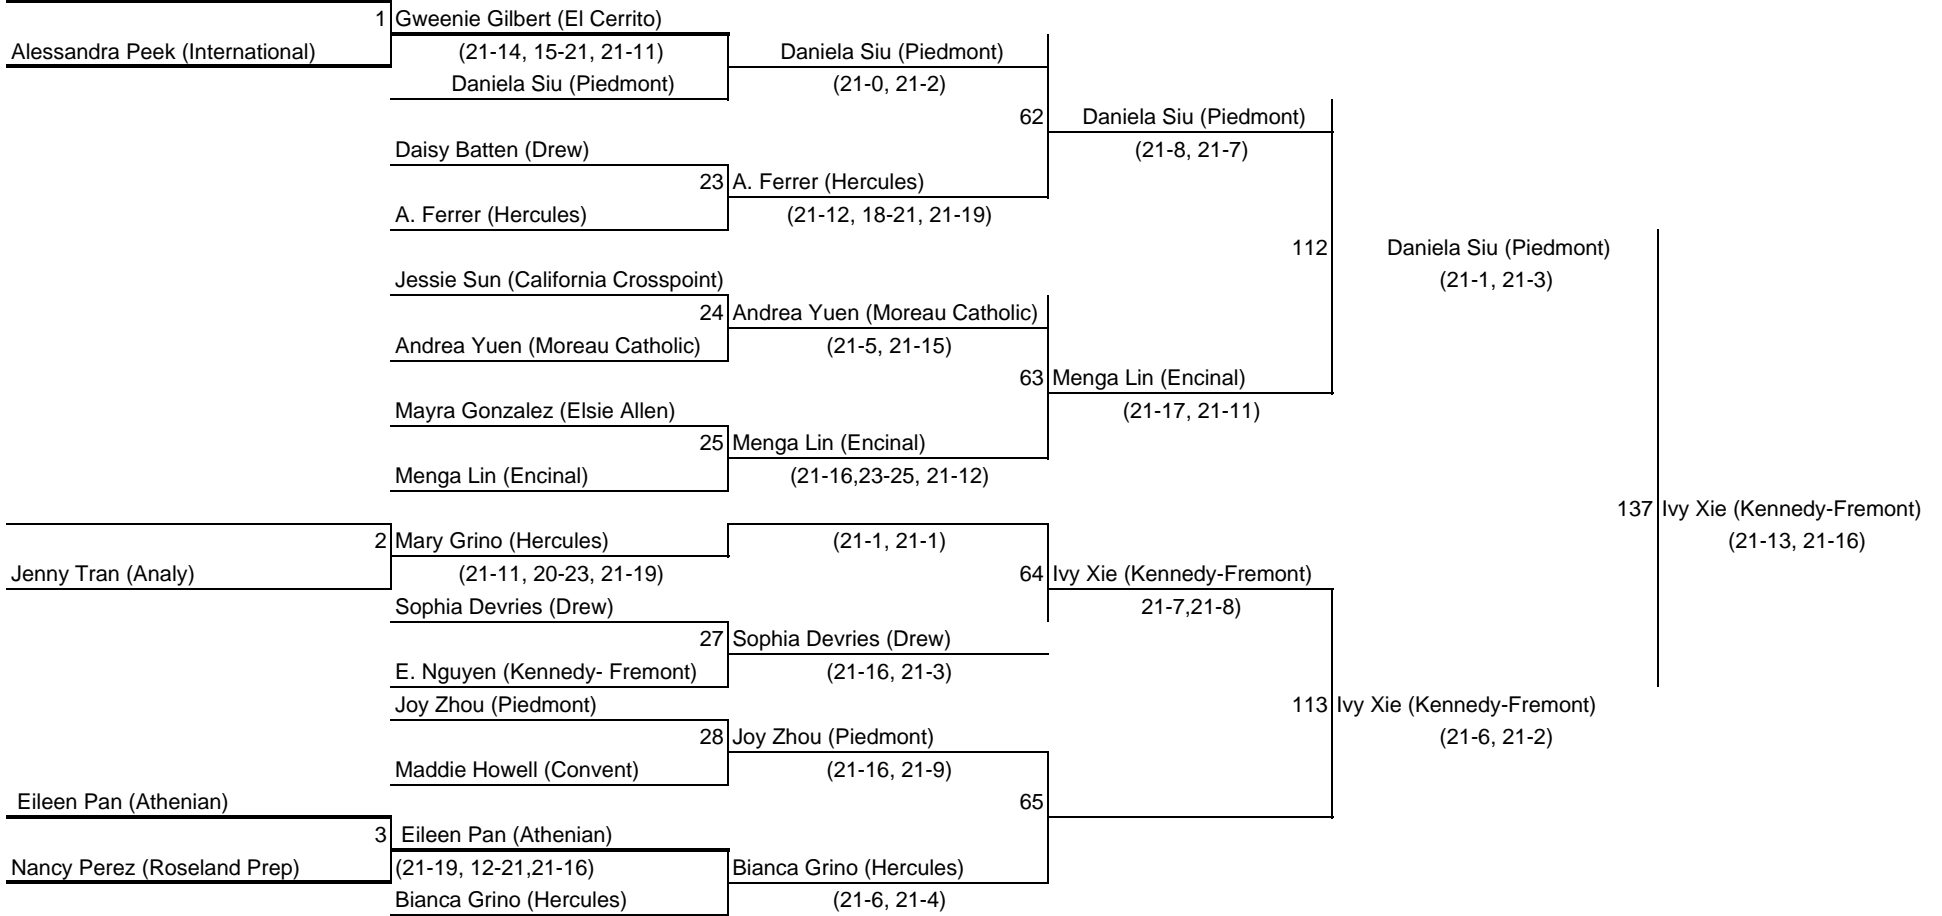 1 Gweenie Gilbert (El Cerrito)
Alessandra Peek (International) (21-14, 15-21, 21-11) Daniela Siu (Piedmont)
Daniela Siu (Piedmont) (21-0, 21-2)
62 Daniela Siu (Piedmont)
Daisy Batten (Drew) (21-8, 21-7)
23 A. Ferrer (Hercules)
A. Ferrer (Hercules) (21-12, 18-21, 21-19)
112 Daniela Siu (Piedmont)
Jessie Sun (California Crosspoint) (21-1, 21-3)
24 Andrea Yuen (Moreau Catholic)
Andrea Yuen (Moreau Catholic) (21-5, 21-15)
63 Menga Lin (Encinal)
Mayra Gonzalez (Elsie Allen) (21-17, 21-11)
25 Menga Lin (Encinal)
Menga Lin (Encinal) (21-16,23-25, 21-12)
137 Ivy Xie (Kennedy-Fremont)
2 Mary Grino (Hercules) (21-1, 21-1) (21-13, 21-16)
Jenny Tran (Analy) (21-11, 20-23, 21-19) 64 Ivy Xie (Kennedy-Fremont)
Sophia Devries (Drew) 21-7,21-8)
27 Sophia Devries (Drew)
E. Nguyen (Kennedy- Fremont) (21-16, 21-3)
Joy Zhou (Piedmont) 113 Ivy Xie (Kennedy-Fremont)
28 Joy Zhou (Piedmont) (21-6, 21-2)
Maddie Howell (Convent) (21-16, 21-9)
Eileen Pan (Athenian) 65
3 Eileen Pan (Athenian)
Nancy Perez (Roseland Prep) (21-19, 12-21,21-16) Bianca Grino (Hercules)
Bianca Grino (Hercules) (21-6, 21-4)